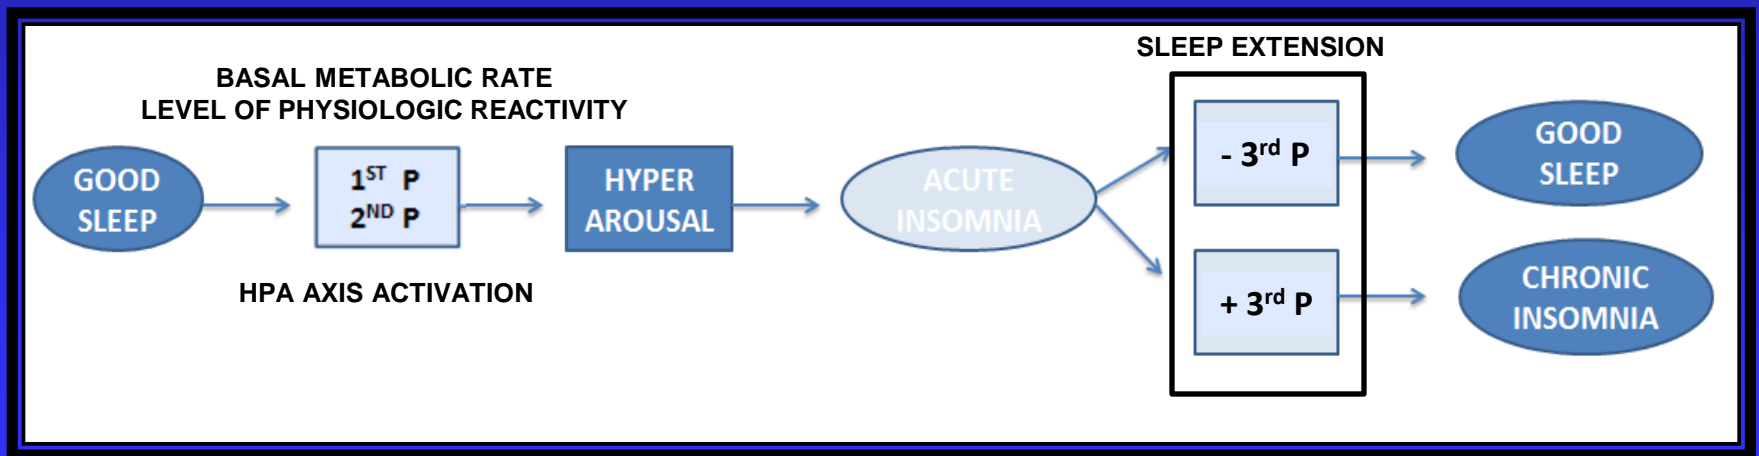 SLEEP EXTENSION
BASAL METABOLIC RATE
LEVEL OF PHYSIOLOGIC REACTIVITY
GOOD
SLEEP
1ST P
2ND P
HYPER
AROUSAL
ACUTE
INSOMNIA
- 3rd P
GOOD
SLEEP
+ 3rd P
CHRONIC
INSOMNIA
HPA AXIS ACTIVATION